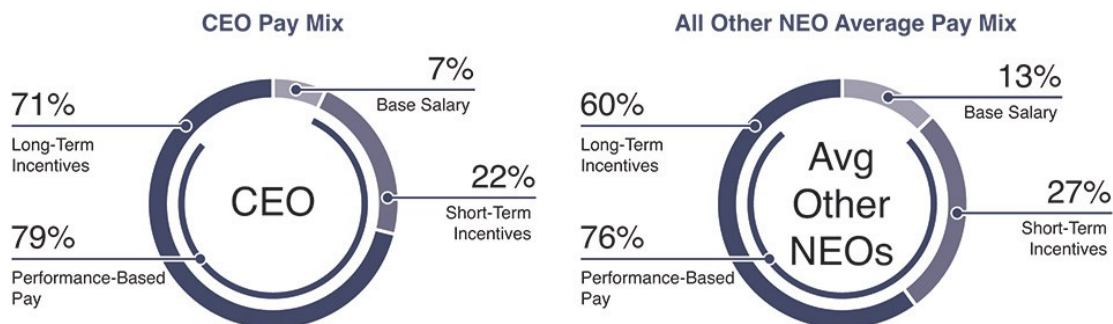 CEO Pay Mix
71%
Long-Term
Incentives
79%
Performance-Based
Pay
CEO
7%
Base Salary
22%
Short-Term
Incentives
All Other NEO Average Pay Mix
60%
Long-Term
Incentives
76%
Performance-Based
Pay
Avg
Other
NEOs
13%
Base Salary
27%
Short-Term
Incentives